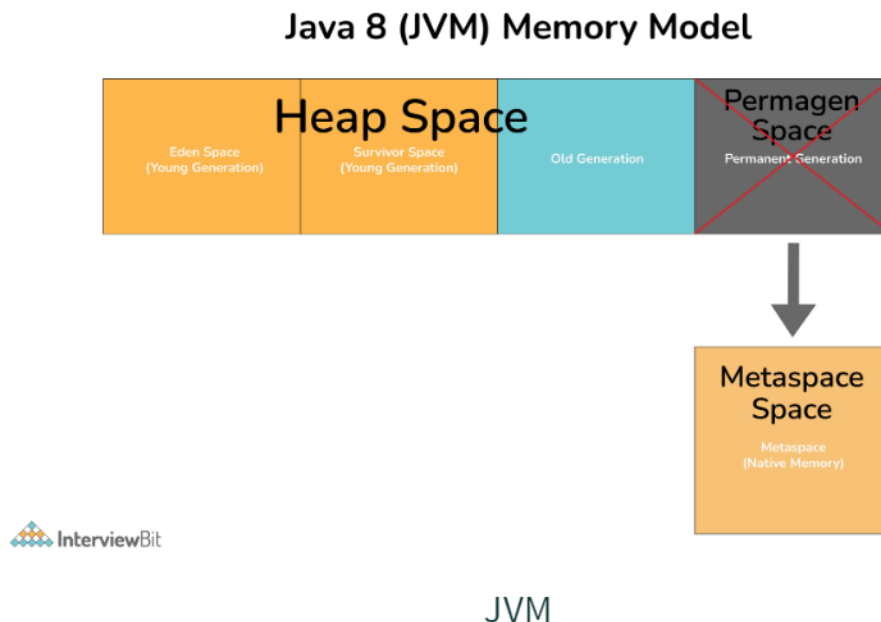 Java 8 (JVM) Memory Model
Heap Space
Eden Space
(Young Generation)
Survivor Space
(Young Generation)
Old Generation
Permagen
Space
Permanent Generation
Metaspace
Space
Metaspace
(Native Memory)
InterviewBit
JVM